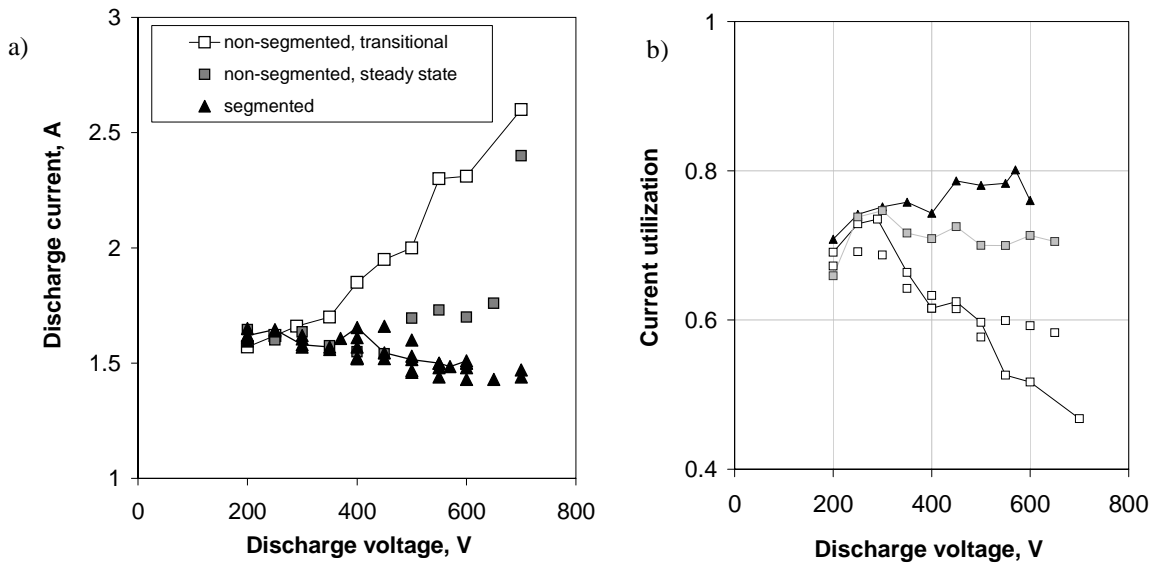 a)
3
2.5
2
1.5
1
Discharge current, A
non-segmented, transitional
non-segmented, steady state
segmented
0
200
400
600
800
Discharge voltage, V
b)
1
0.8
0.6
0.4
Current utilization
0
200
400
600
800
Discharge voltage, V